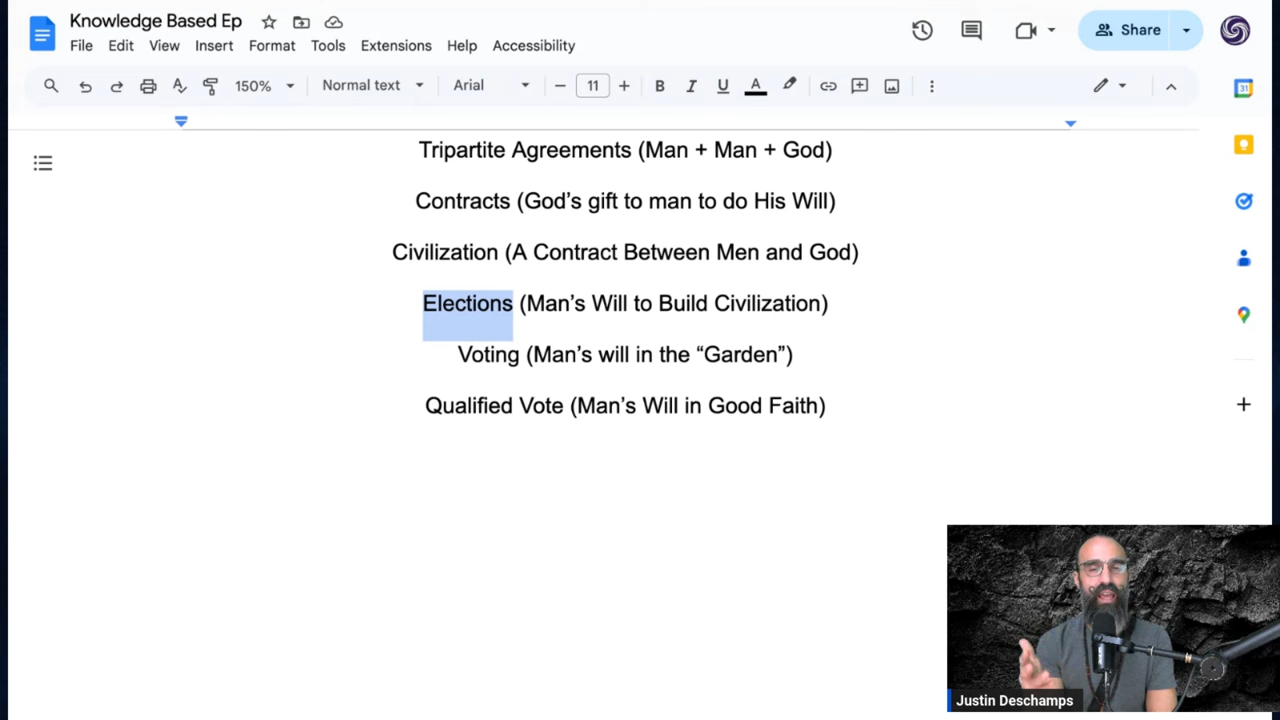 Knowledge Based Ep
File Edit View Insert Format Tools Extensions Help Accessibility
Share
150% Normal text Arial 11 B I U A
31
Tripartite Agreements (Man + Man + God)
Contracts (God’s gift to man to do His Will)
Civilization (A Contract Between Men and God)
Elections (Man’s Will to Build Civilization)
Voting (Man’s will in the “Garden”)
Qualified Vote (Man’s Will in Good Faith)
Justin Deschamps